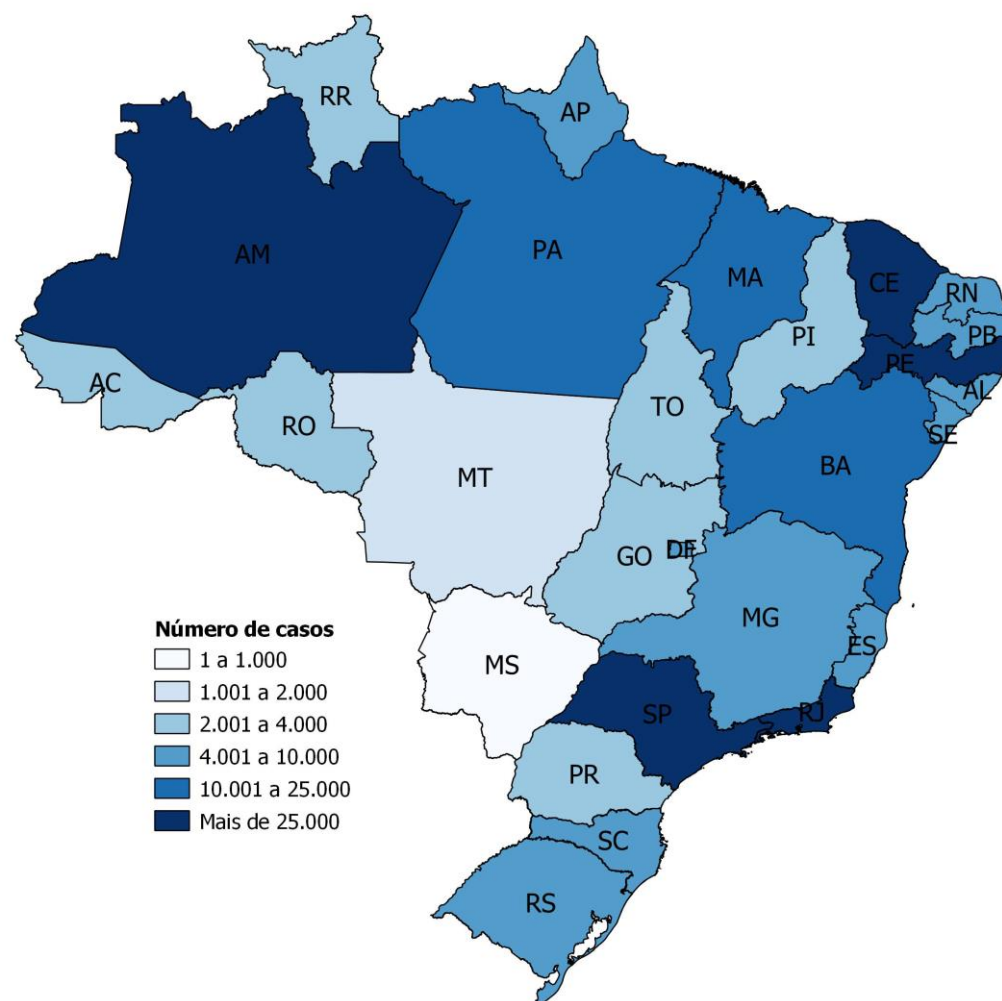 RR
AP
AM
PA
MA
CE
RN
PI
PB
PE
AC
AL
TO
RO
SE
BA
MT
DF
GO
MG
ES
Número de casos
1 a 1.000
MS
1.001 a 2.000
SP
RJ
2.001 a 4.000
4.001 a 10.000
PR
10.001 a 25.000
Mais de 25.000
SC
RS